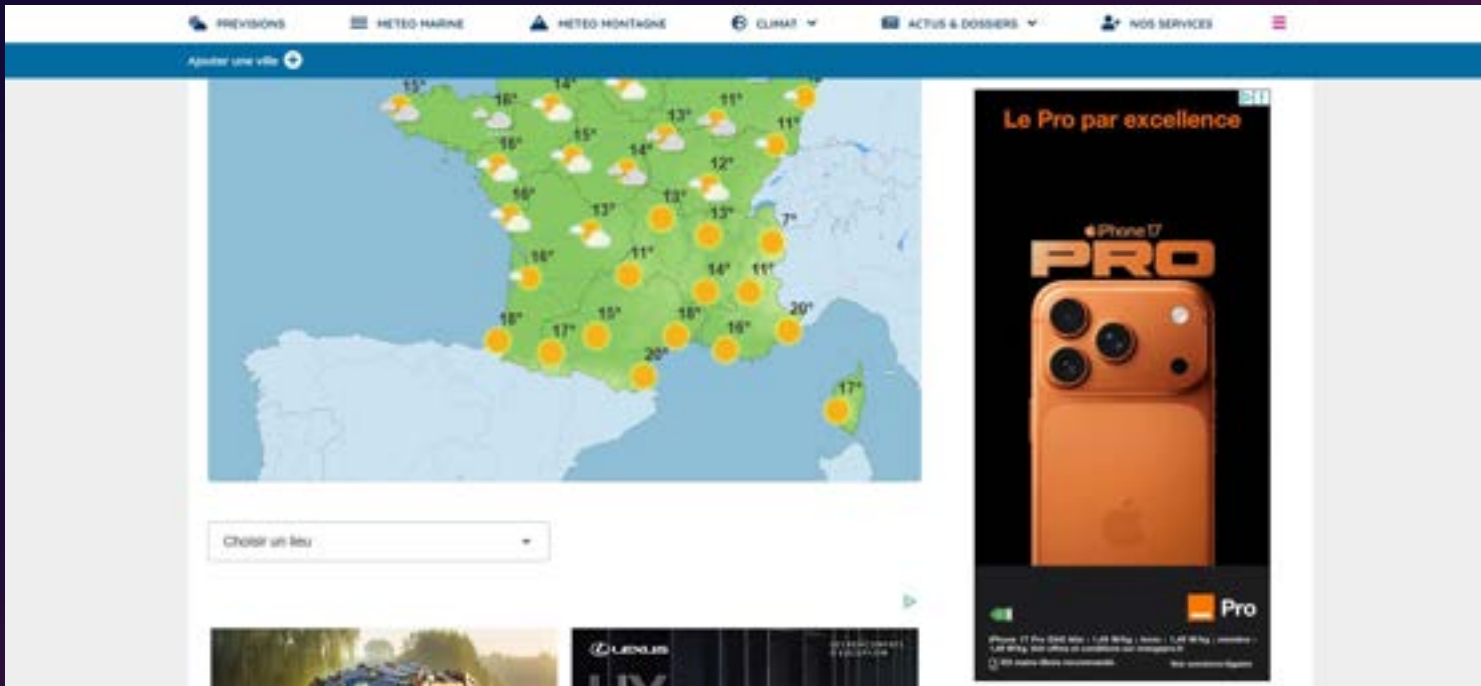 PREVISIONS
METEO MARINE
METEO MONTAGNE
CLIMAT
ACTUS & DOSSIERS
NOS SERVICES
Ajouter une ville
15°
16°
14°
13°
11°
11°
16°
15°
14°
12°
16°
13°
13°
13°
7°
16°
11°
14°
11°
18°
17°
15°
18°
16°
20°
20°
17°
Choisir un lieu
Le Pro par excellence
iPhone 17
PRO
Pro
LEXUS
UX